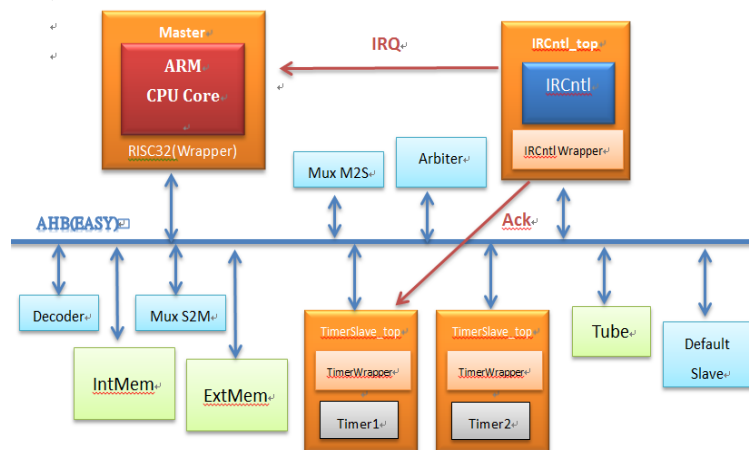 Master
ARM
CPU Core
RISC32(Wrapper)
IRQ
IRCntl_top
IRCntl
IRCntl Wrapper
Mux M2S
Arbiter
Ack
AHB(EASY)
Decoder
Mux S2M
IntMem
ExtMem
TimerSlave_top
TimerWrapper
Timer1
TimerSlave_top
TimerWrapper
Timer2
Tube
Default
Slave